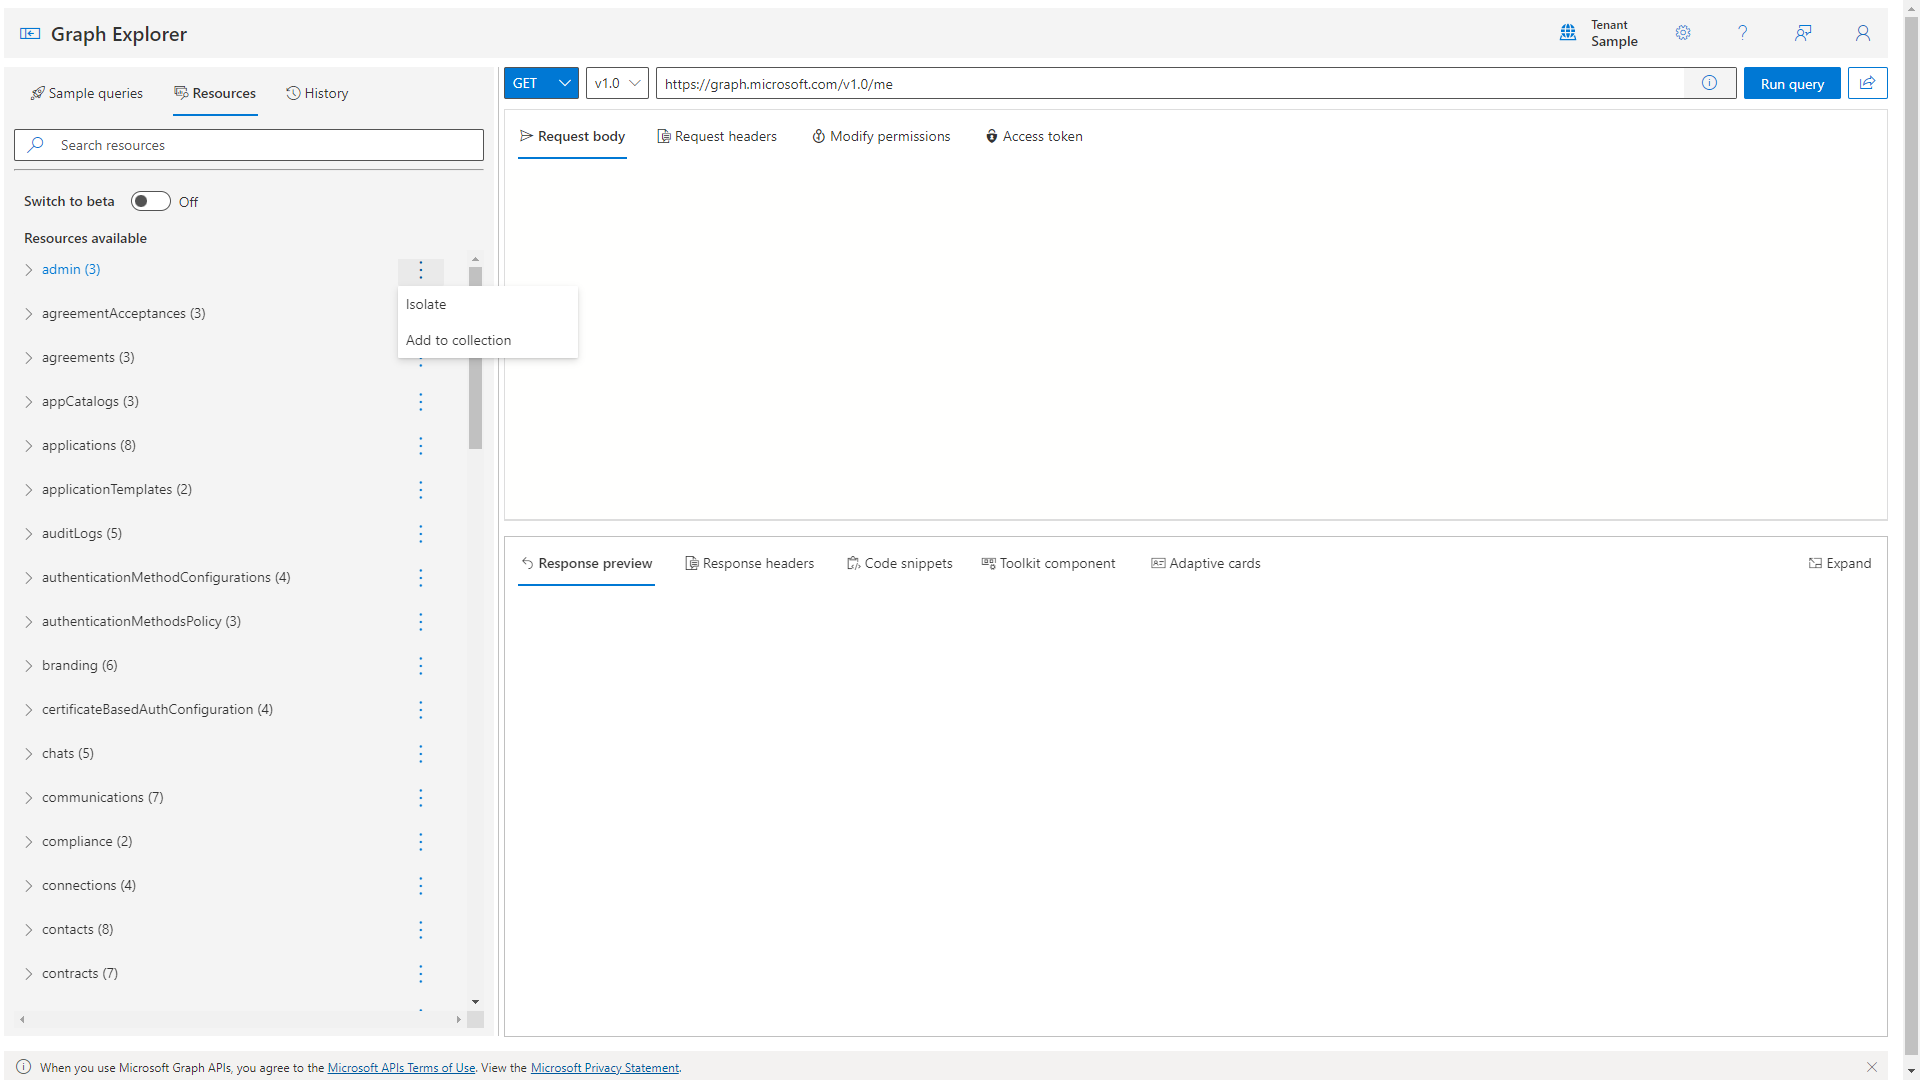 Graph Explorer
Tenant
Sample
Sample queries
Resources
History
Search resources
Switch to beta
Off
Resources available
admin (3)
Isolate
Add to collection
agreementAcceptances (3)
agreements (3)
appCatalogs (3)
applications (8)
applicationTemplates (2)
auditLogs (5)
authenticationMethodConfigurations (4)
authenticationMethodsPolicy (3)
branding (6)
certificateBasedAuthConfiguration (4)
chats (5)
communications (7)
compliance (2)
connections (4)
contacts (8)
contracts (7)
GET
v1.0
https://graph.microsoft.com/v1.0/me
Run query
Request body
Request headers
Modify permissions
Access token
Response preview
Response headers
Code snippets
Toolkit component
Adaptive cards
Expand
When you use Microsoft Graph APIs, you agree to the Microsoft APIs Terms of Use. View the Microsoft Privacy Statement.